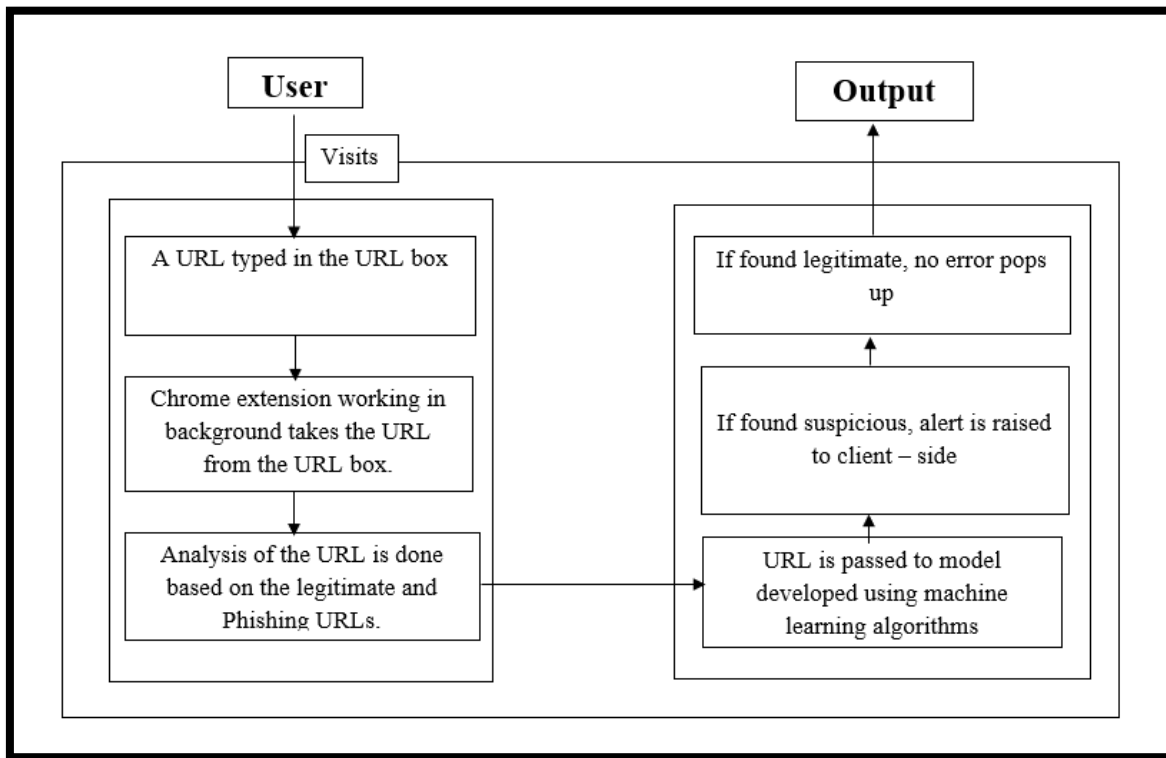 User
Visits
A URL typed in the URL box
Chrome extension working in
background takes the URL
from the URL box.
Analysis of the URL is done
based on the legitimate and
Phishing URLs.
Output
If found legitimate, no error pops
up
If found suspicious, alert is raised
to client – side
URL is passed to model
developed using machine
learning algorithms